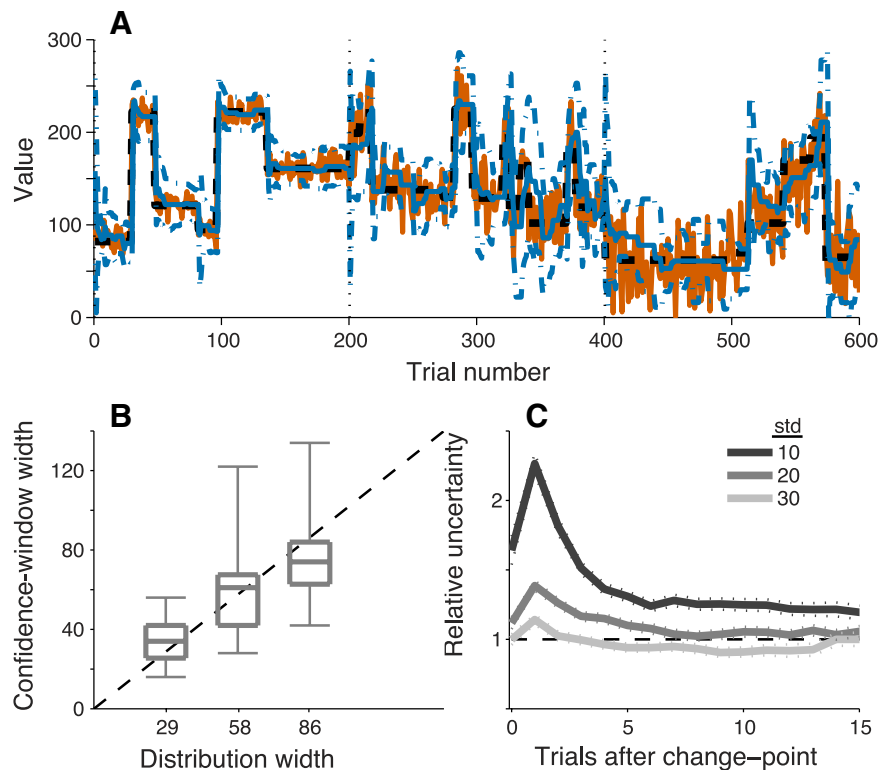 A
300
200
100
0
Value
0 100 200 300 400 500 600
Trial number
B
Confidence-window width
120
80
40
0
29 58 86
Distribution width
C
Relative uncertainty
2
1
std
10
20
30
0 5 10 15
Trials after change-point